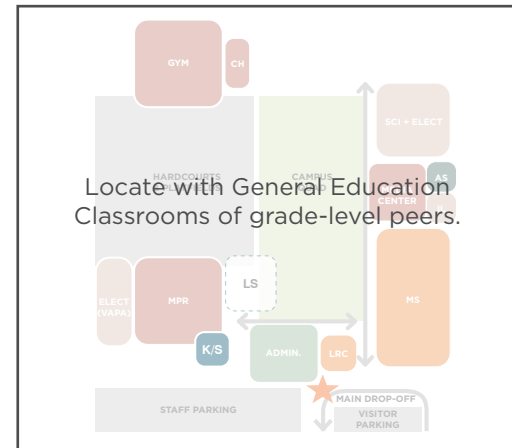 GYM
CH
SCI + ELECT
HARDCOURTS
CAMPUS
QUAD
Locate with General Education
Classrooms of grade-level peers.
AS
CENTER
ELECT
(VAPA)
MPR
LS
MS
K/S
ADMIN.
LRC
MAIN DROP-OFF
STAFF PARKING
VISITOR
PARKING